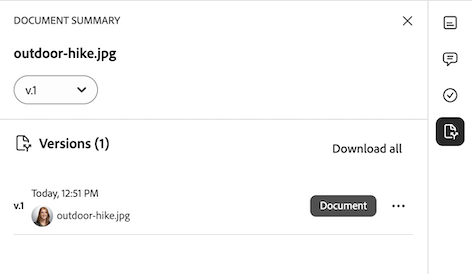 DOCUMENT SUMMARY
outdoor-hike.jpg
v.1
Versions (1)
Download all
Today, 12:51 PM
v.1
outdoor-hike.jpg
Document